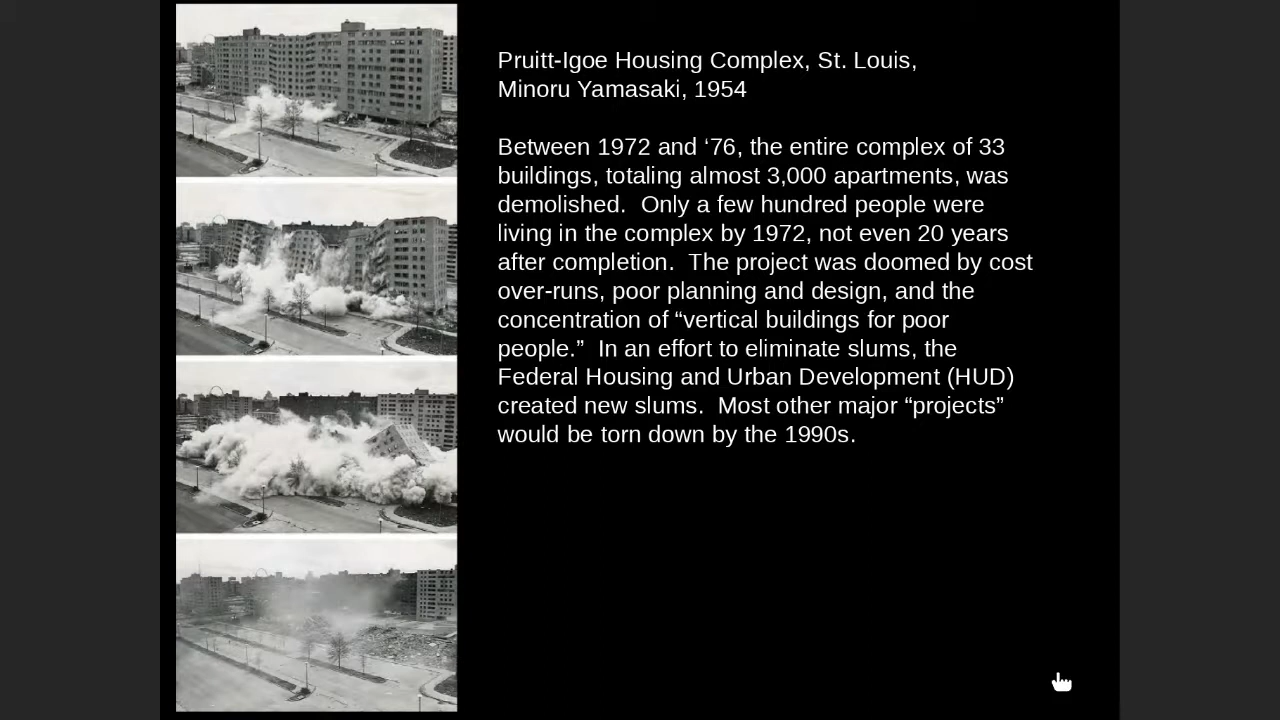 Pruitt-Igoe Housing Complex, St. Louis,
Minoru Yamasaki, 1954
Between 1972 and ‘76, the entire complex of 33
buildings, totaling almost 3,000 apartments, was
demolished.  Only a few hundred people were
living in the complex by 1972, not even 20 years
after completion.  The project was doomed by cost
over-runs, poor planning and design, and the
concentration of “vertical buildings for poor
people.”  In an effort to eliminate slums, the
Federal Housing and Urban Development (HUD)
created new slums.  Most other major “projects”
would be torn down by the 1990s.